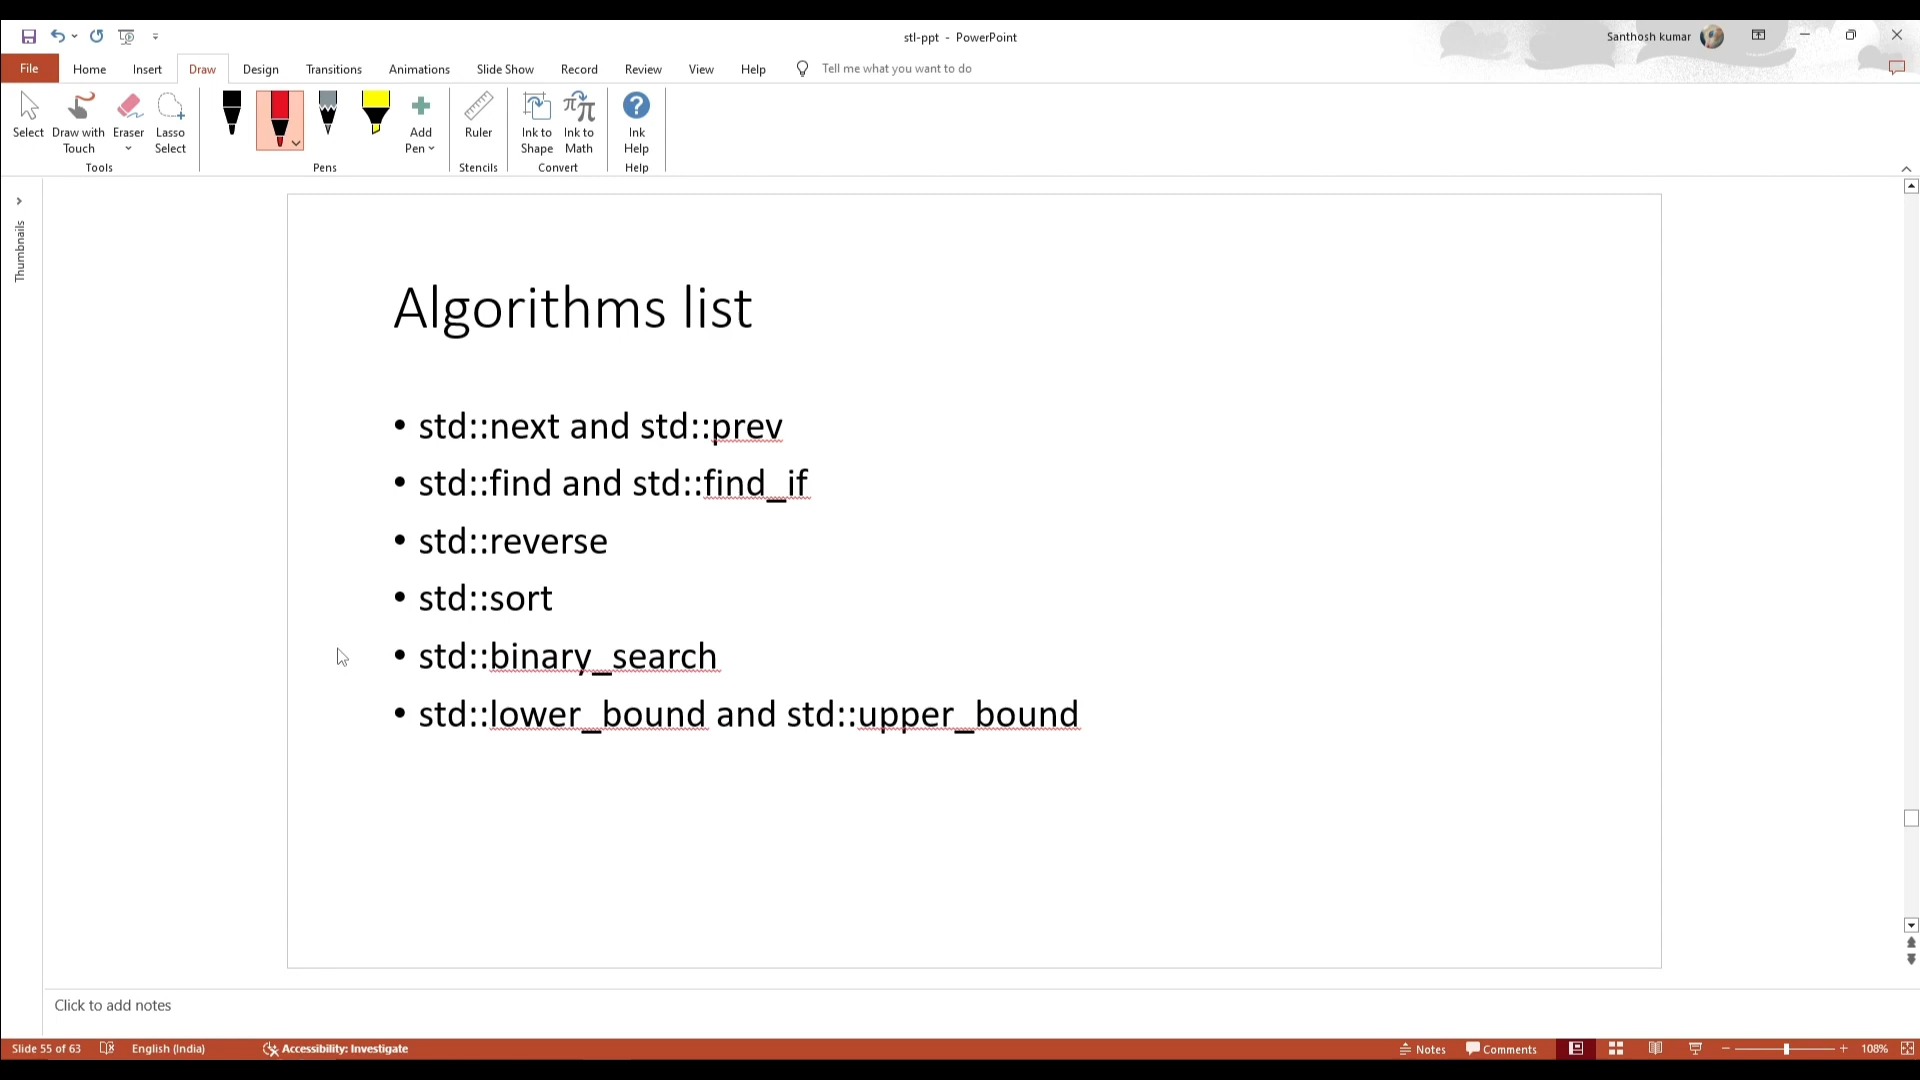 stl-ppt - PowerPoint
Santhosh kumar
File Home Insert Draw Design Transitions Animations Slide Show Record Review View Help Tell me what you want to do
Select
Draw with Touch
Eraser
Lasso Select
Add Pen
Ruler
Ink to Shape
Ink to Math
Ink Help
Tools Pens Stencils Convert Help
Thumbnails
Algorithms list
• std::next and std::prev
• std::find and std::find_if
• std::reverse
• std::sort
• std::binary_search
• std::lower_bound and std::upper_bound
Click to add notes
Slide 55 of 63 English (India) Accessibility: Investigate Notes Comments 108%